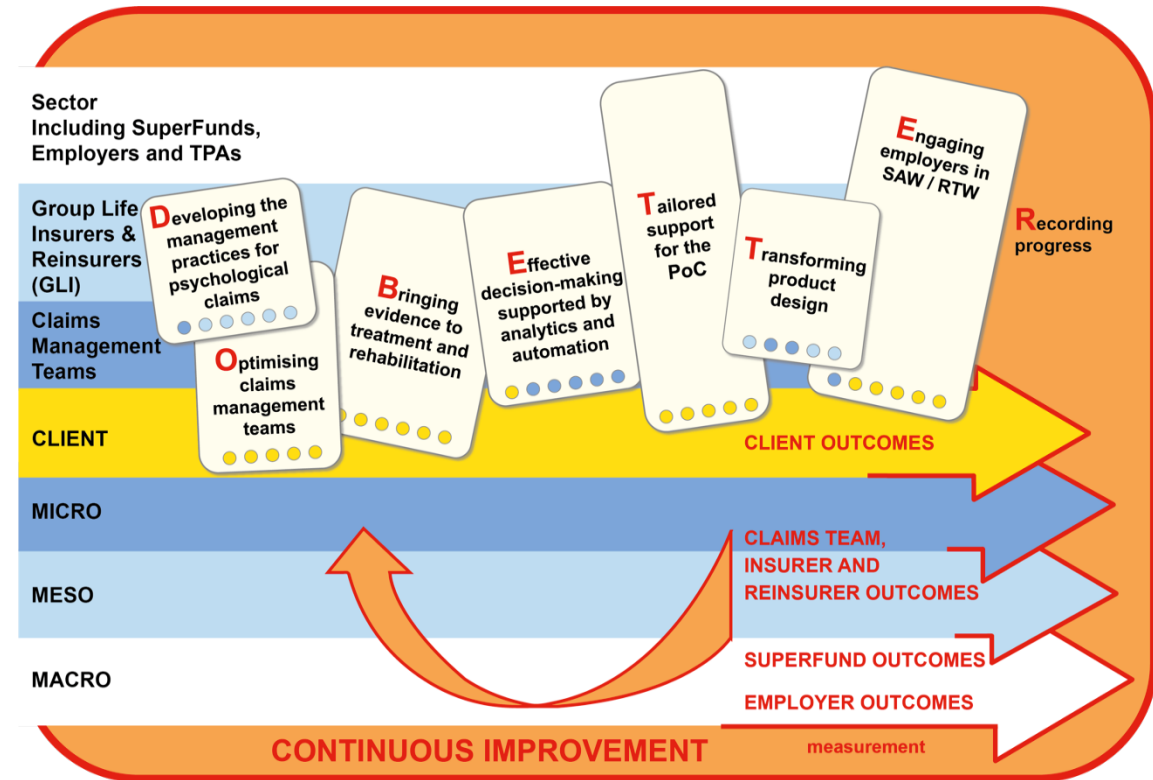 Sector
Including SuperFunds,
Employers and TPAs
Group Life
Insurers &
Reinsurers
(GLI)
Claims
Management
Teams
CLIENT
MICRO
MESO
MACRO
Developing the
management
practices for
psychological
claims
Optimising
claims
management
teams
Bringing
evidence to
treatment and
rehabilitation
Effective
decision-making
supported by
analytics and
automation
Tailored
support
for the
PoC
Transforming
product
design
Engaging
employers in
SAW / RTW
Recording
progress
CLIENT OUTCOMES
CLAIMS TEAM,
INSURER AND
REINSURER OUTCOMES
SUPERFUND OUTCOMES
EMPLOYER OUTCOMES
measurement
CONTINUOUS IMPROVEMENT